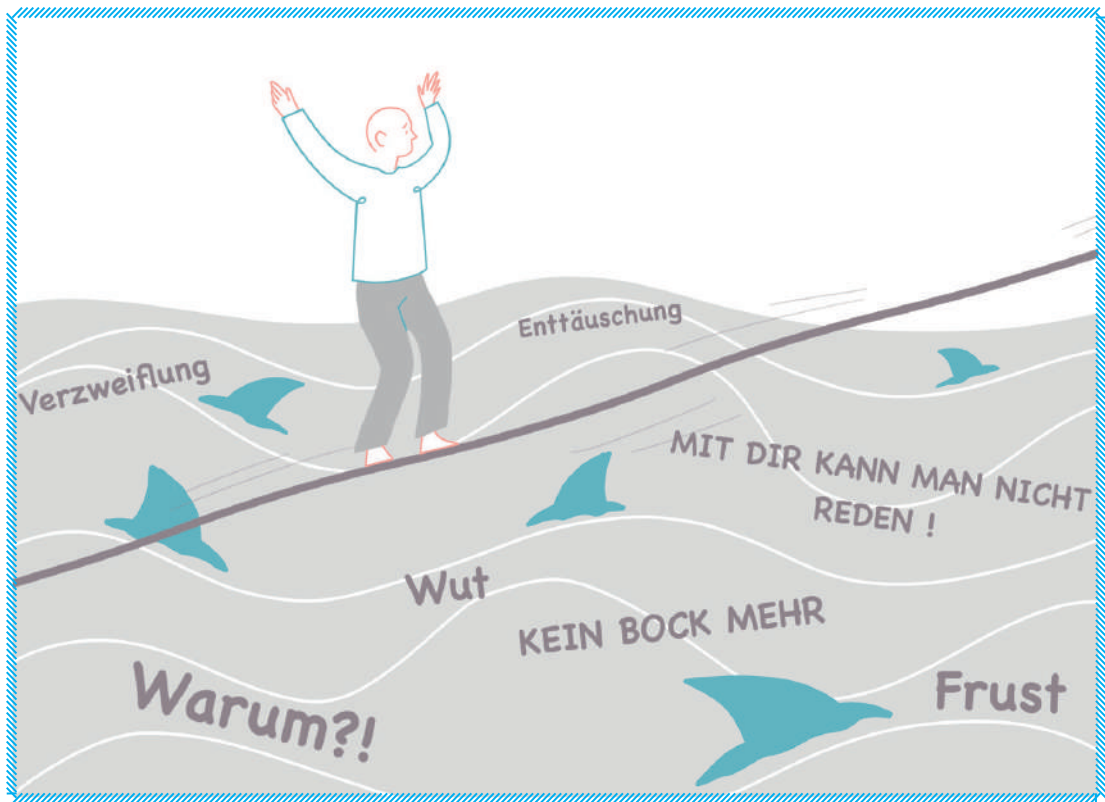 Enttäuschung
Verzweiflung
MIT DIR KANN MAN NICHT
REDEN !
Wut
KEIN BOCK MEHR
Warum?!
Frust